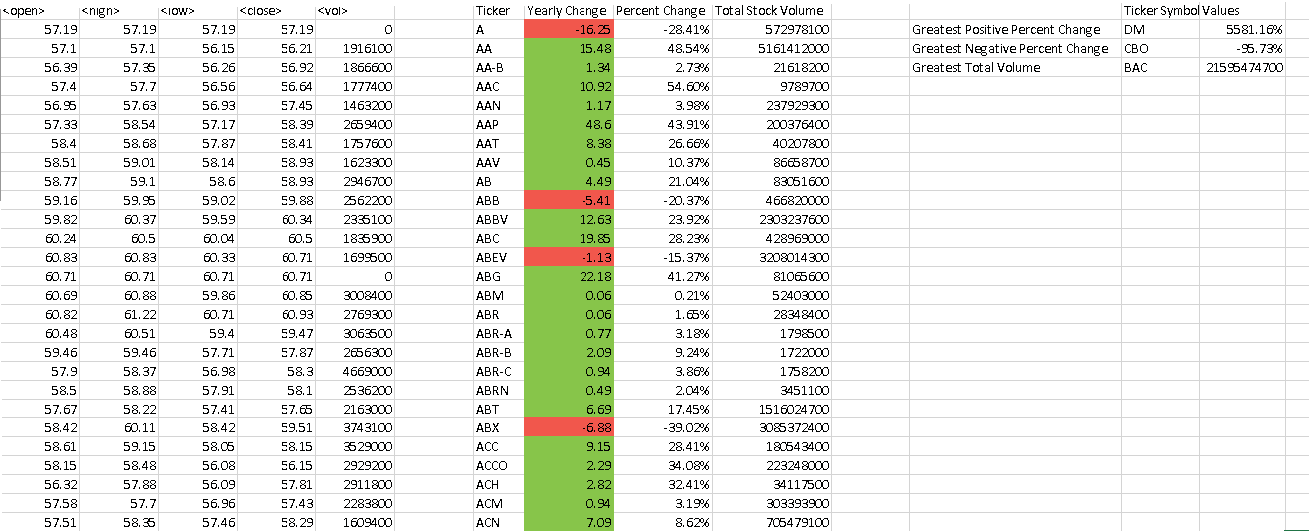 <open> <high> <low> <close> <vol> Ticker Yearly Change Percent Change Total Stock Volume Ticker Symbol Values
57.19 57.19 57.19 57.19 0 A -16.25 -28.41% 572978100 Greatest Positive Percent Change DM 5581.16%
57.1 57.1 56.15 56.21 1916100 AA 15.48 48.54% 5161412000 Greatest Negative Percent Change CBO -95.73%
56.39 57.35 56.26 56.92 1866600 AA-B 1.34 2.73% 21618200 Greatest Total Volume BAC 21595474700
57.4 57.7 56.56 56.64 1777400 AAC 10.92 54.60% 9789700
56.95 57.63 56.93 57.45 1463200 AAN 1.17 3.98% 237929300
57.33 58.54 57.17 58.39 2659400 AAP 48.6 43.91% 200376400
58.4 58.68 57.87 58.41 1757600 AAT 8.38 26.66% 40207800
58.51 59.01 58.14 58.93 1623300 AAV 0.45 10.37% 86658700
58.77 59.1 58.6 58.93 2946700 AB 4.49 21.04% 83051600
59.16 59.95 59.02 59.88 2562200 ABB -5.41 -20.37% 466820000
59.82 60.37 59.59 60.34 2335100 ABBV 12.63 23.92% 2303237600
60.24 60.5 60.04 60.5 1835900 ABC 19.85 28.23% 428969000
60.83 60.83 60.33 60.71 1699500 ABEV -1.13 -15.37% 3208014300
60.71 60.71 60.71 60.71 0 ABG 22.18 41.27% 81065600
60.69 60.88 59.86 60.85 3008400 ABM 0.06 0.21% 52403000
60.82 61.22 60.71 60.93 2769300 ABR 0.06 1.65% 28348400
60.48 60.51 59.4 59.47 3063500 ABR-A 0.77 3.18% 1798500
59.46 59.46 57.71 57.87 2656300 ABR-B 2.09 9.24% 1722000
57.9 58.37 56.98 58.3 4669000 ABR-C 0.94 3.86% 1758200
58.5 58.88 57.91 58.1 2536200 ABRN 0.49 2.04% 3451100
57.67 58.22 57.41 57.65 2163000 ABT 6.69 17.45% 1516024700
58.42 60.11 58.42 59.51 3743100 ABX -6.88 -39.02% 3085372400
58.61 59.15 58.05 58.15 3529000 ACC 9.15 28.41% 180543400
58.15 58.48 56.08 56.15 2929200 ACCO 2.29 34.08% 223248000
56.32 57.88 56.09 57.81 2911800 ACH 2.82 32.41% 34117500
57.58 57.7 56.96 57.43 2283800 ACM 0.94 3.19% 303393900
57.51 58.35 57.46 58.29 1609400 ACN 7.09 8.62% 705479100